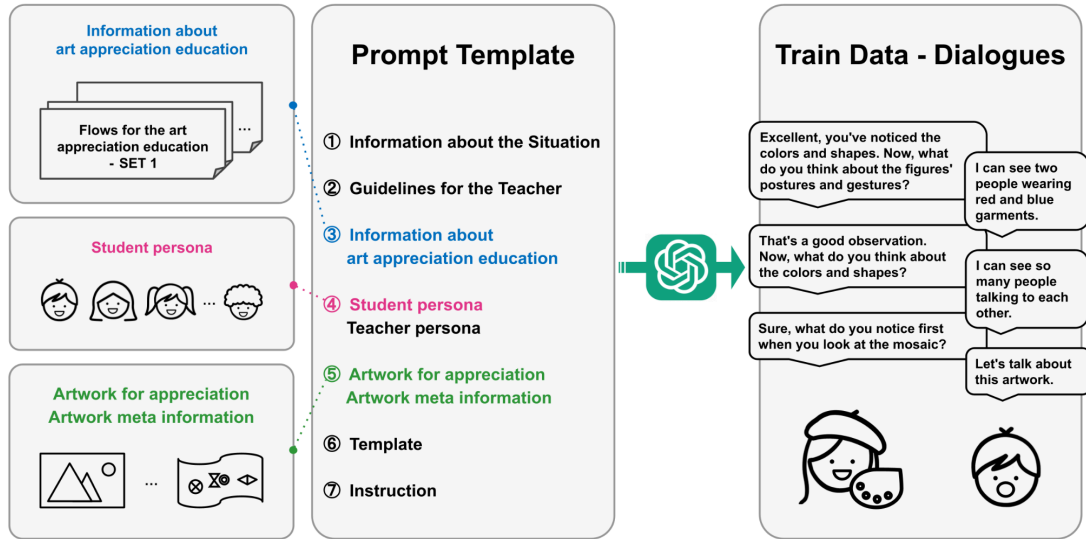 Information about
art appreciation education
Flows for the art
appreciation education
- SET 1
...
Student persona
...
Artwork for appreciation
Artwork meta information
...
Prompt Template
① Information about the Situation
② Guidelines for the Teacher
③ Information about
art appreciation education
④ Student persona
Teacher persona
⑤ Artwork for appreciation
Artwork meta information
⑥ Template
⑦ Instruction
Train Data - Dialogues
Excellent, you've noticed the
colors and shapes. Now, what
do you think about the figures'
postures and gestures?
I can see two
people wearing
red and blue
garments.
That's a good observation.
Now, what do you think about
the colors and shapes?
I can see so
many people
talking to each
other.
Sure, what do you notice first
when you look at the mosaic?
Let's talk about
this artwork.